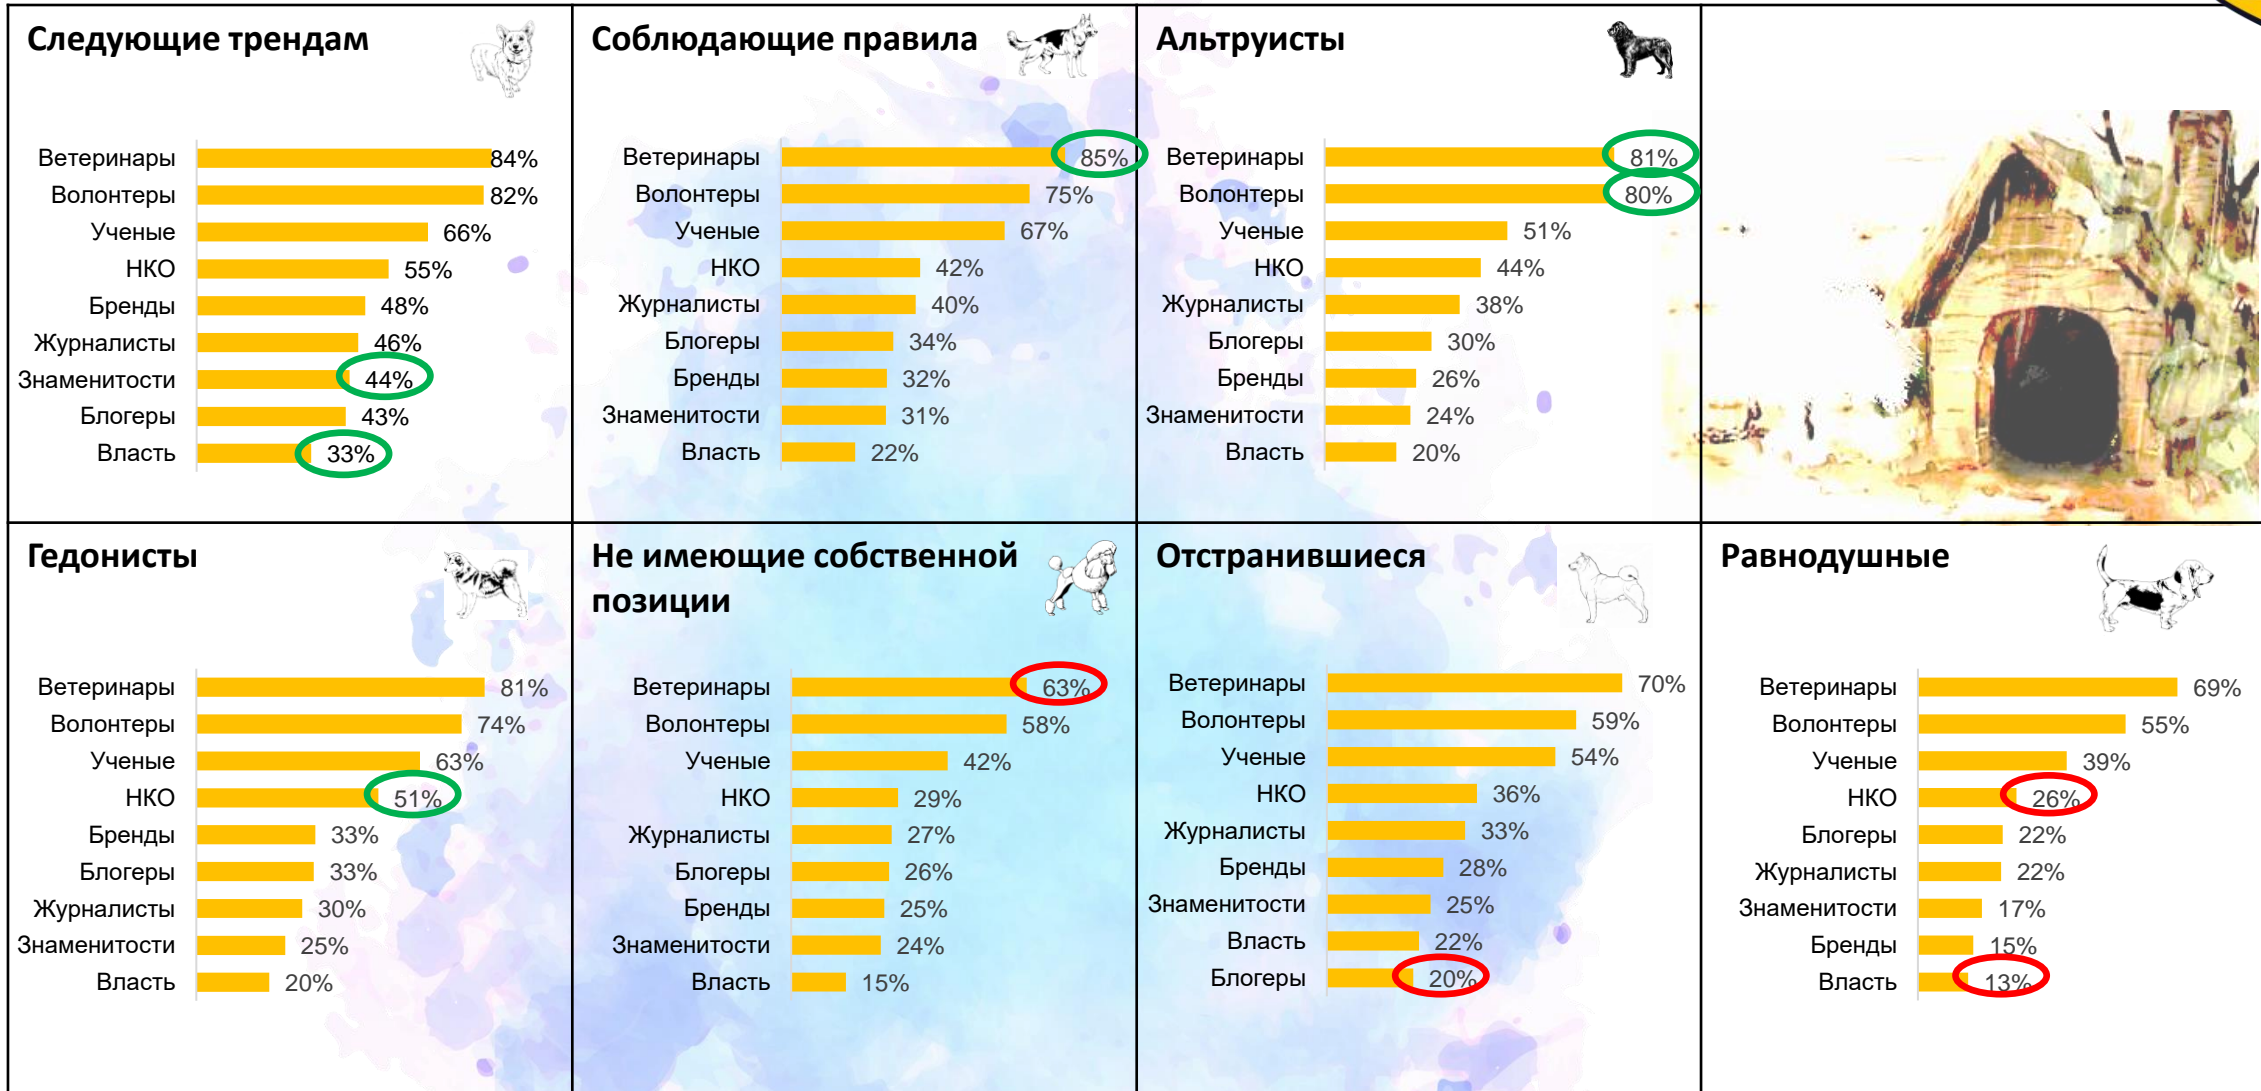 Следующие трендам
Ветеринары 84%
Волонтеры 82%
Ученые 66%
НКО 55%
Бренды 48%
Журналисты 46%
Знаменитости 44%
Блогеры 43%
Власть 33%
Соблюдающие правила
Ветеринары 85%
Волонтеры 75%
Ученые 67%
НКО 42%
Журналисты 40%
Блогеры 34%
Бренды 32%
Знаменитости 31%
Власть 22%
Альтруисты
Ветеринары 81%
Волонтеры 80%
Ученые 51%
НКО 44%
Журналисты 38%
Блогеры 30%
Бренды 26%
Знаменитости 24%
Власть 20%
Гедонисты
Ветеринары 81%
Волонтеры 74%
Ученые 63%
НКО 51%
Бренды 33%
Блогеры 33%
Журналисты 30%
Знаменитости 25%
Власть 20%
Не имеющие собственной
позиции
Ветеринары 63%
Волонтеры 58%
Ученые 42%
НКО 29%
Журналисты 27%
Блогеры 26%
Бренды 25%
Знаменитости 24%
Власть 15%
Отстранившиеся
Ветеринары 70%
Волонтеры 59%
Ученые 54%
НКО 36%
Журналисты 33%
Бренды 28%
Знаменитости 25%
Власть 22%
Блогеры 20%
Равнодушные
Ветеринары 69%
Волонтеры 55%
Ученые 39%
НКО 26%
Блогеры 22%
Журналисты 22%
Знаменитости 17%
Бренды 15%
Власть 13%